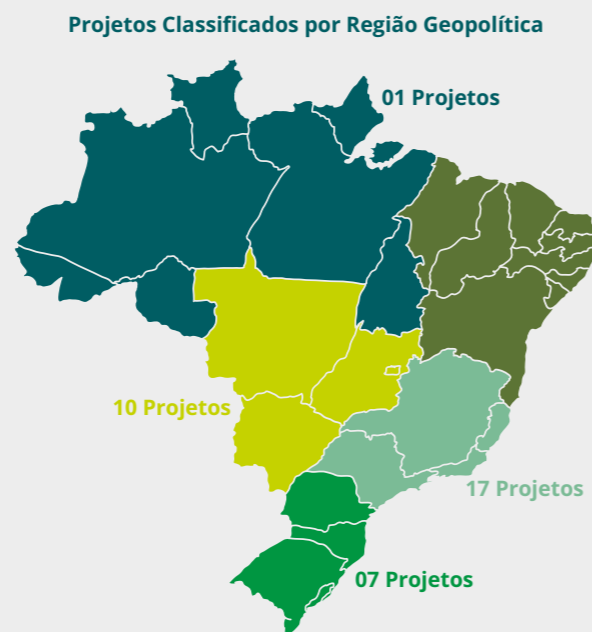 Projetos Classificados por Região Geopolítica
01 Projetos
10 Projetos
17 Projetos
07 Projetos